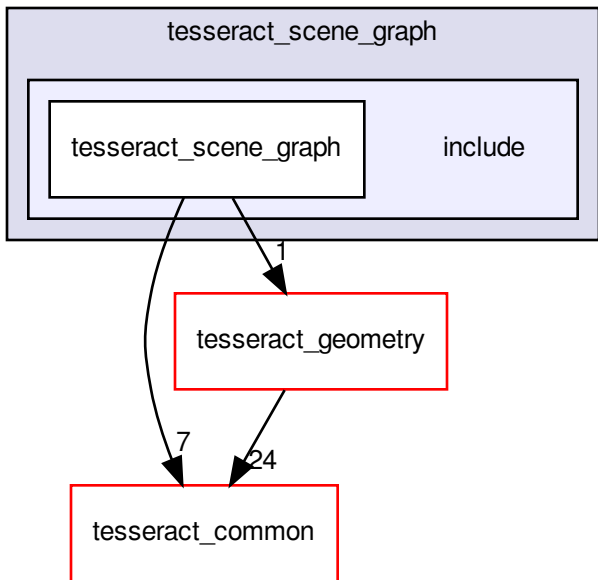 tesseract_scene_graph
tesseract_scene_graph include
1
tesseract_geometry
7
24
tesseract_common